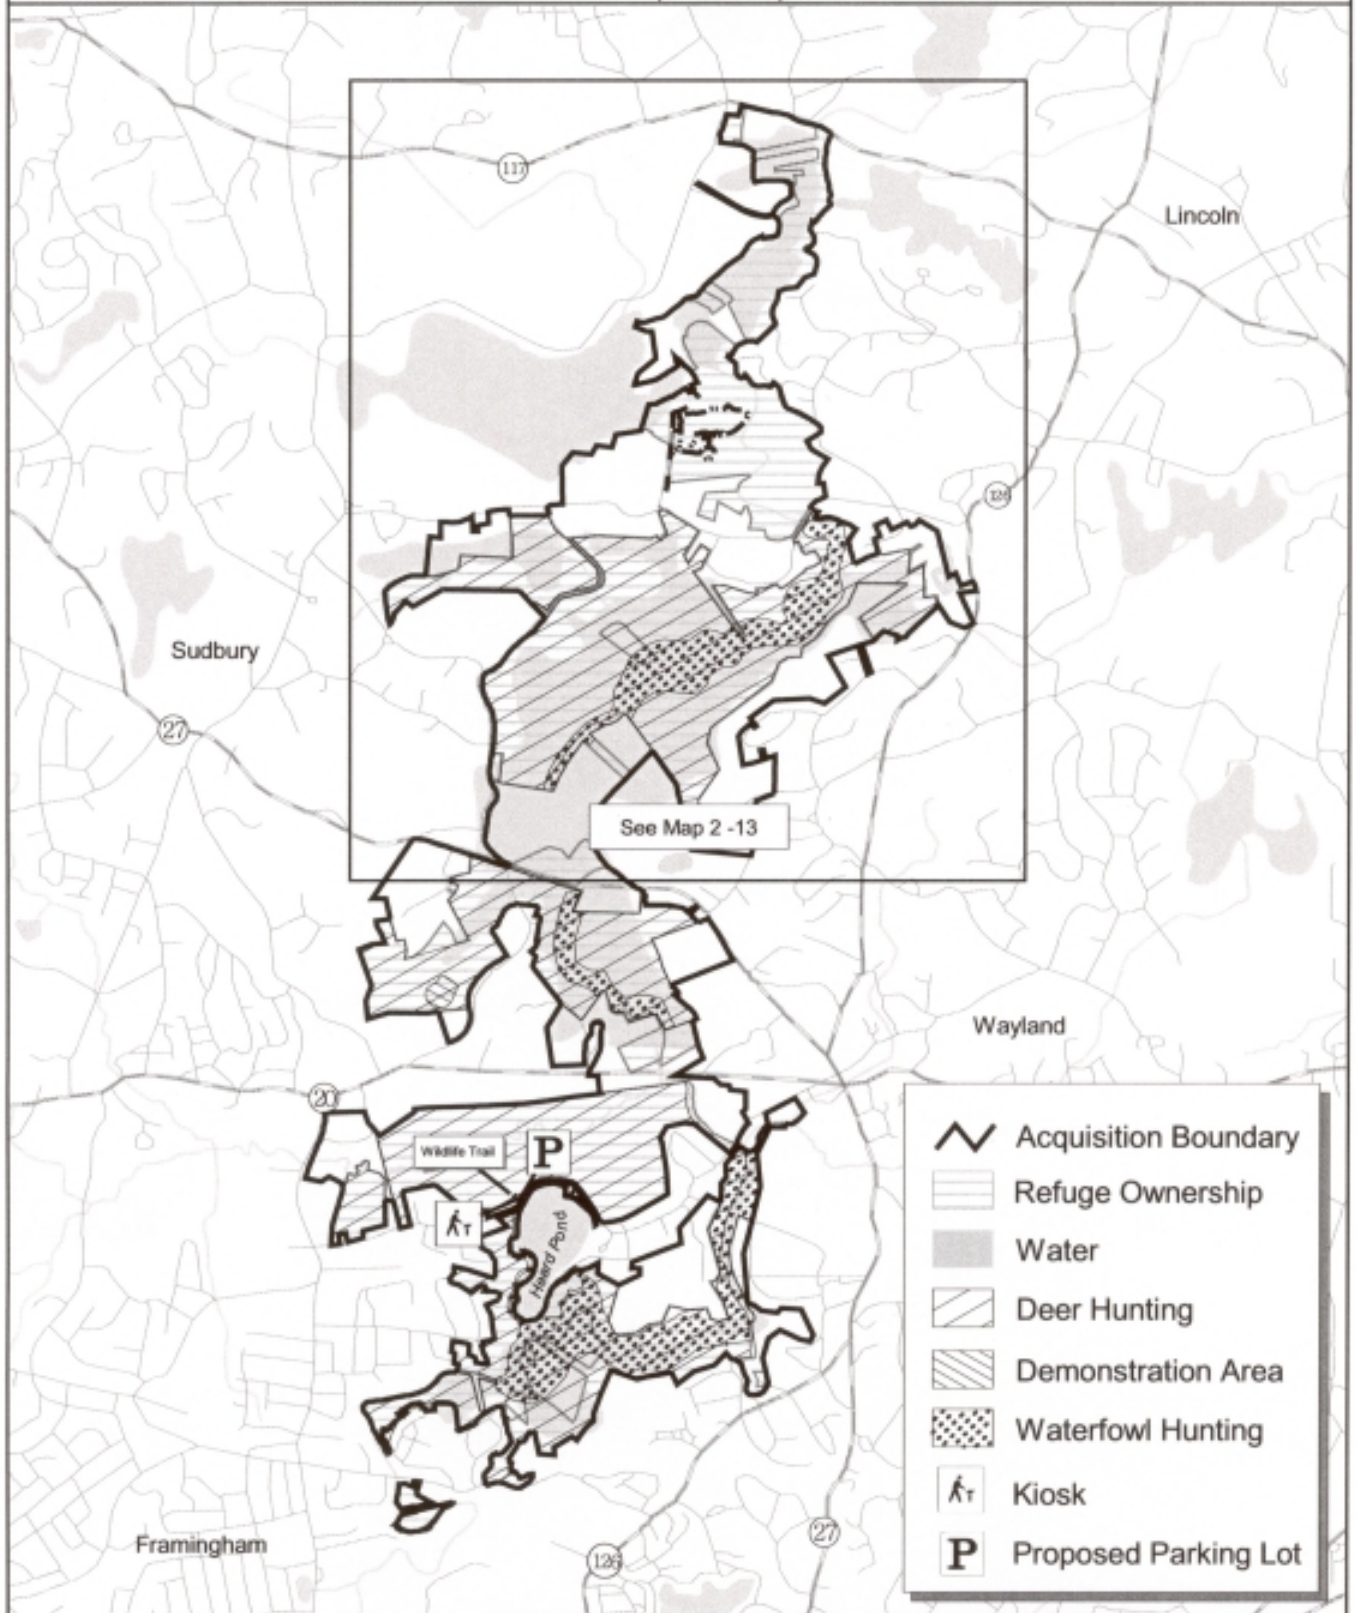 117
Lincoln
126
Sudbury
27
See Map 2 -13
Wayland
20
Wildlife Trail
P
Heard Pond
Acquisition Boundary
Refuge Ownership
Water
Deer Hunting
Demonstration Area
Waterfowl Hunting
Kiosk
P Proposed Parking Lot
Framingham
27
126